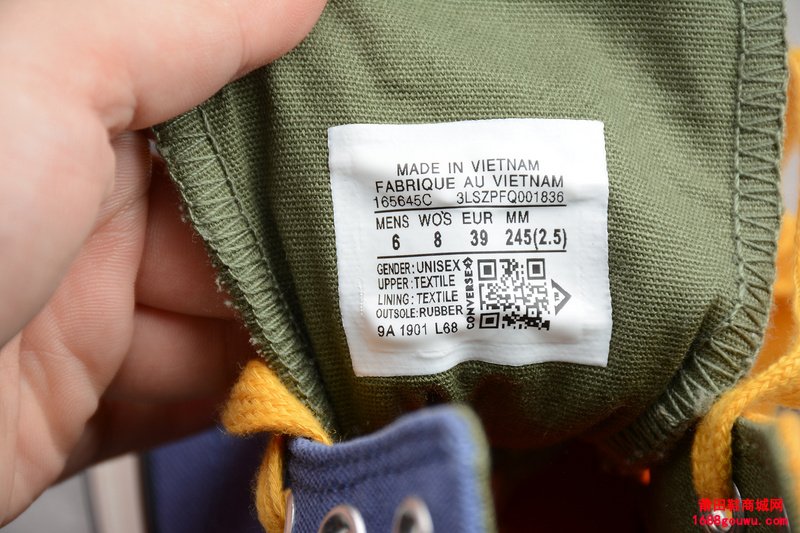 MADE IN VIETNAM
FABRIQUE AU VIETNAM
165645C 3LSZPFQ001836
MENS WO'S EUR MM
6 8 39 245(2.5)
GENDER: UNISEX
UPPER: TEXTILE
LINING: TEXTILE
OUTSOLE: RUBBER
CONVERSE
9A 1901 L68
莆田鞋商城网
1688gouwu.com